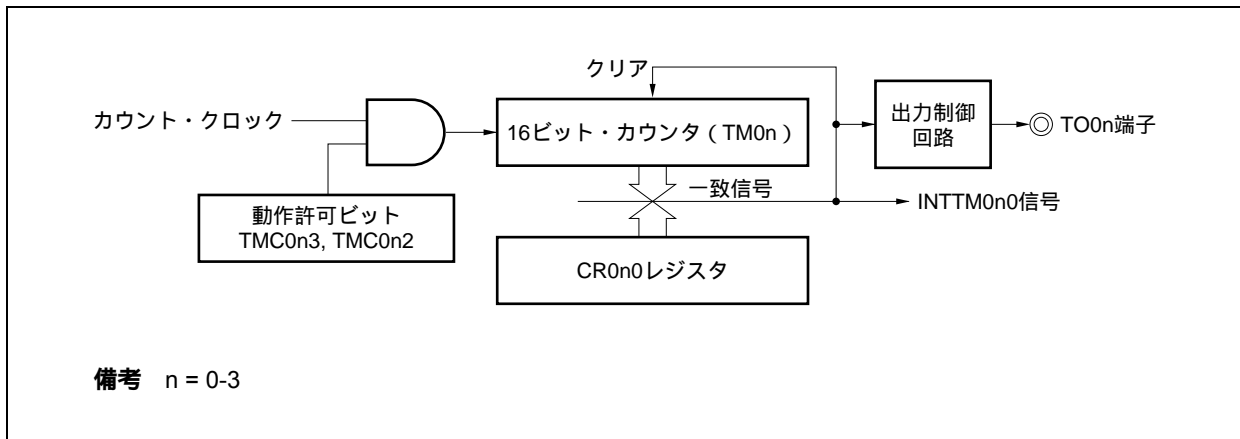 クリア
カウント・クロック
16ビット・カウンタ（TM0n）
出力制御
回路
TO0n端子
一致信号
INTTM0n0信号
動作許可ビット
TMC0n3, TMC0n2
CR0n0レジスタ
備考 n = 0-3